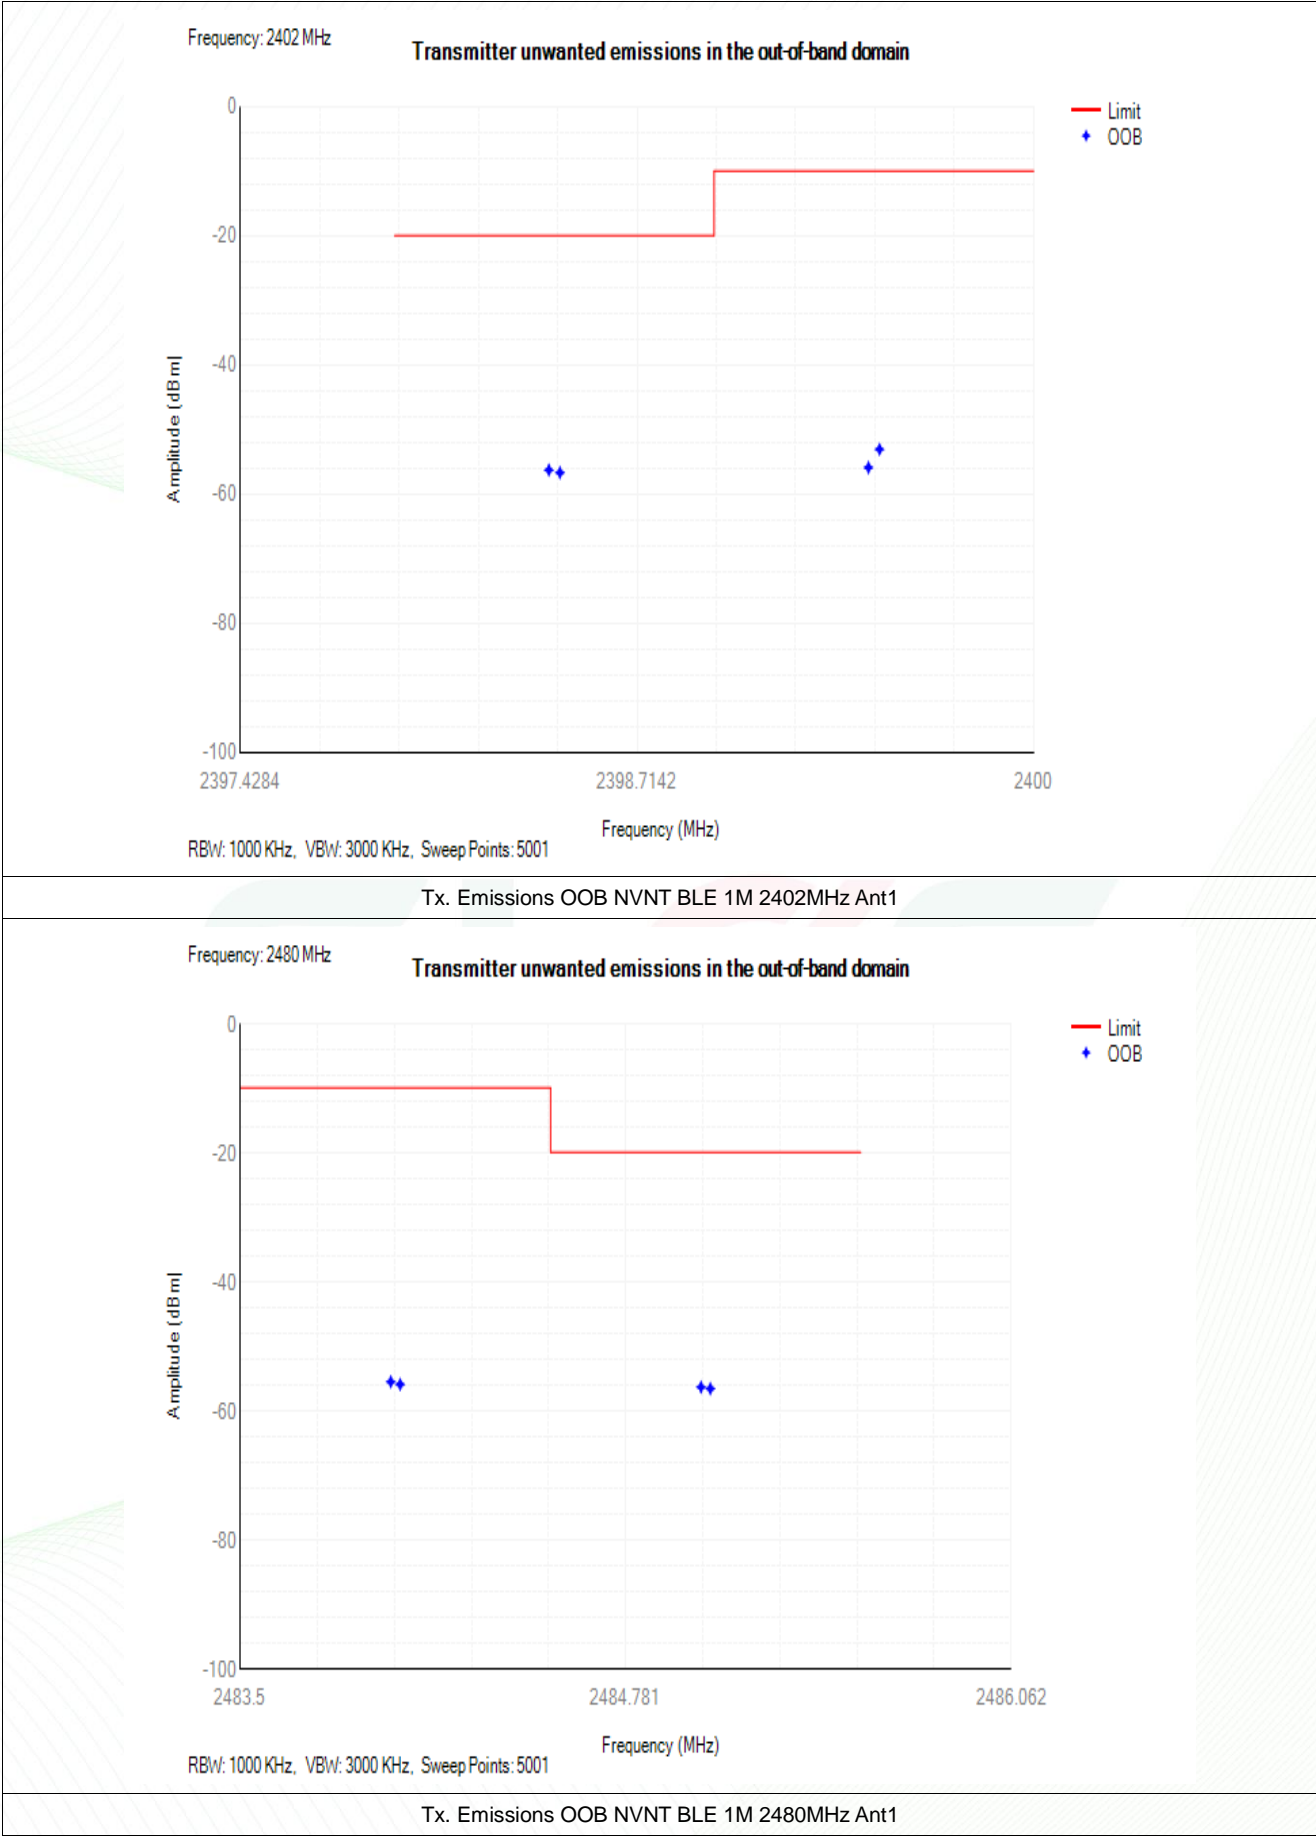 Frequency: 2402 MHz
Transmitter unwanted emissions in the out-of-band domain
Limit
OOB
0
-20
-40
-60
-80
-100
Amplitude (dBm)
2397.4284
2398.7142
2400
Frequency (MHz)
RBW: 1000 KHz, VBW: 3000 KHz, Sweep Points: 5001
Tx. Emissions OOB NVNT BLE 1M 2402MHz Ant1
Frequency: 2480 MHz
Transmitter unwanted emissions in the out-of-band domain
Limit
OOB
0
-20
-40
-60
-80
-100
Amplitude (dBm)
2483.5
2484.781
2486.062
Frequency (MHz)
RBW: 1000 KHz, VBW: 3000 KHz, Sweep Points: 5001
Tx. Emissions OOB NVNT BLE 1M 2480MHz Ant1